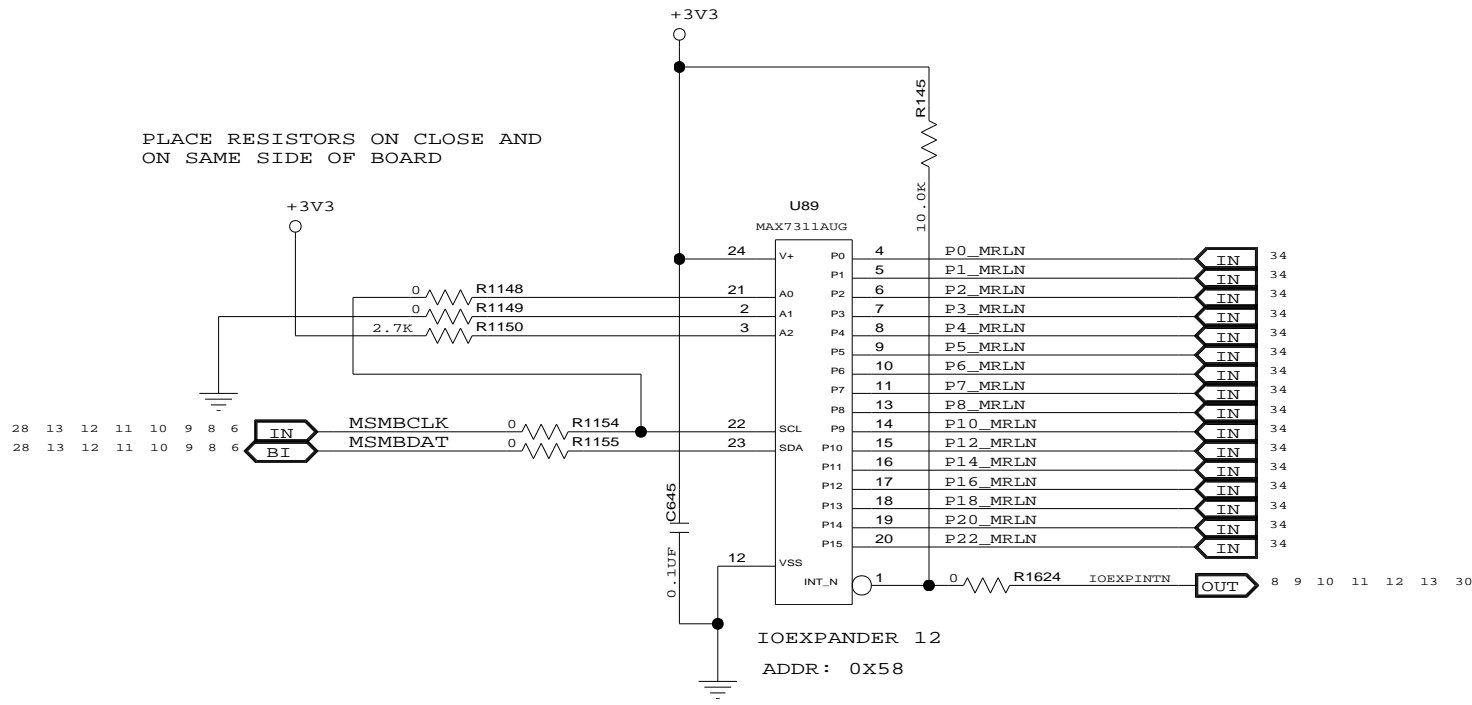 +3V3
R145
10.0K
PLACE RESISTORS ON CLOSE AND
ON SAME SIDE OF BOARD
+3V3
U89
MAX7311AUG
24 V+ P0 4 P0_MRLN IN 34
P1 5 P1_MRLN IN 34
0 R1148 21 A0 P2 6 P2_MRLN IN 34
0 R1149 2 A1 P3 7 P3_MRLN IN 34
2.7K R1150 3 A2 P4 8 P4_MRLN IN 34
P5 9 P5_MRLN IN 34
P6 10 P6_MRLN IN 34
P7 11 P7_MRLN IN 34
P8 13 P8_MRLN IN 34
28 13 12 11 10 9 8 6 IN MSMBCLK 0 R1154 22 SCL P9 14 P10_MRLN IN 34
28 13 12 11 10 9 8 6 BI MSMBDAT 0 R1155 23 SDA P10 15 P12_MRLN IN 34
P11 16 P14_MRLN IN 34
P12 17 P16_MRLN IN 34
P13 18 P18_MRLN IN 34
P14 19 P20_MRLN IN 34
P15 20 P22_MRLN IN 34
C645
0.1UF
12 VSS
INT_N 1 0 R1624 IOEXPINTN OUT 8 9 10 11 12 13 30
IOEXPANDER 12
ADDR: 0X58